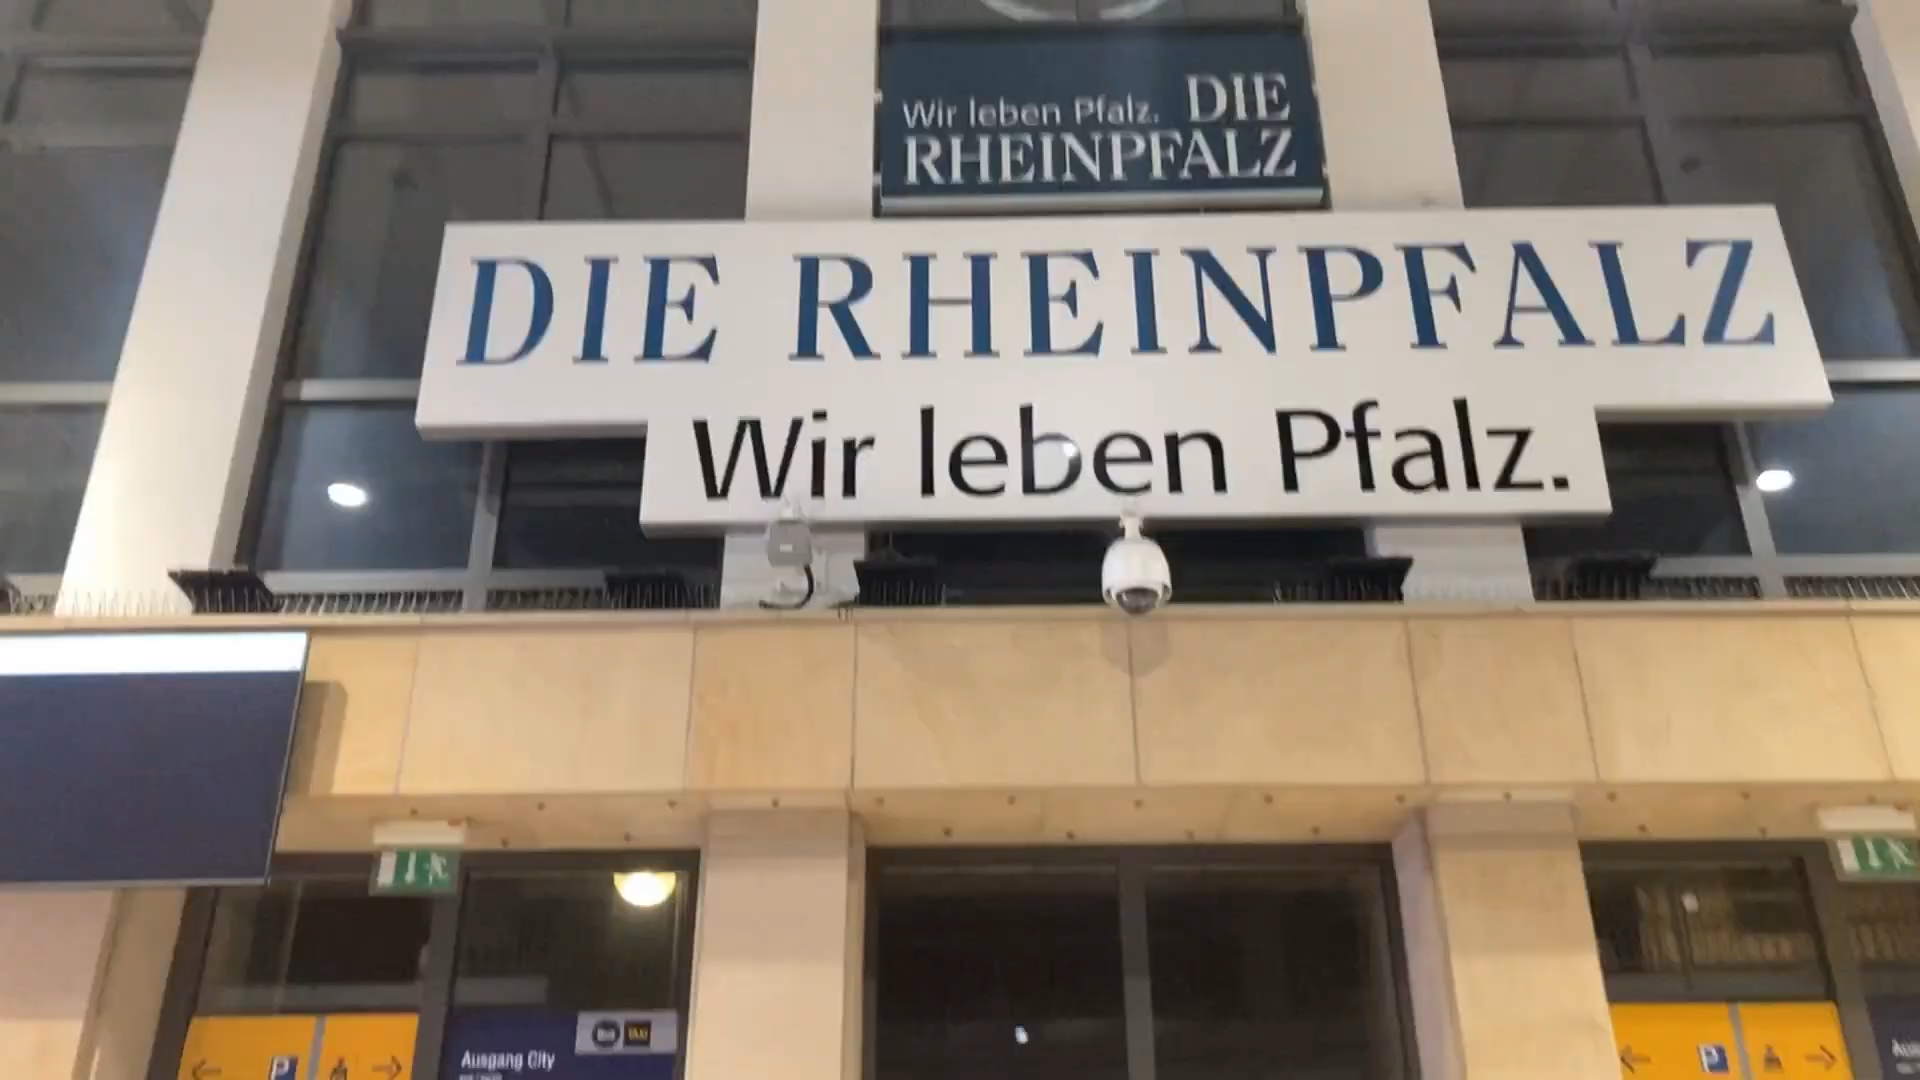 Wir leben Pfalz. DIE
RHEINPFALZ
DIE RHEINPFALZ
Wir leben Pfalz.
Ausgang City
P
P